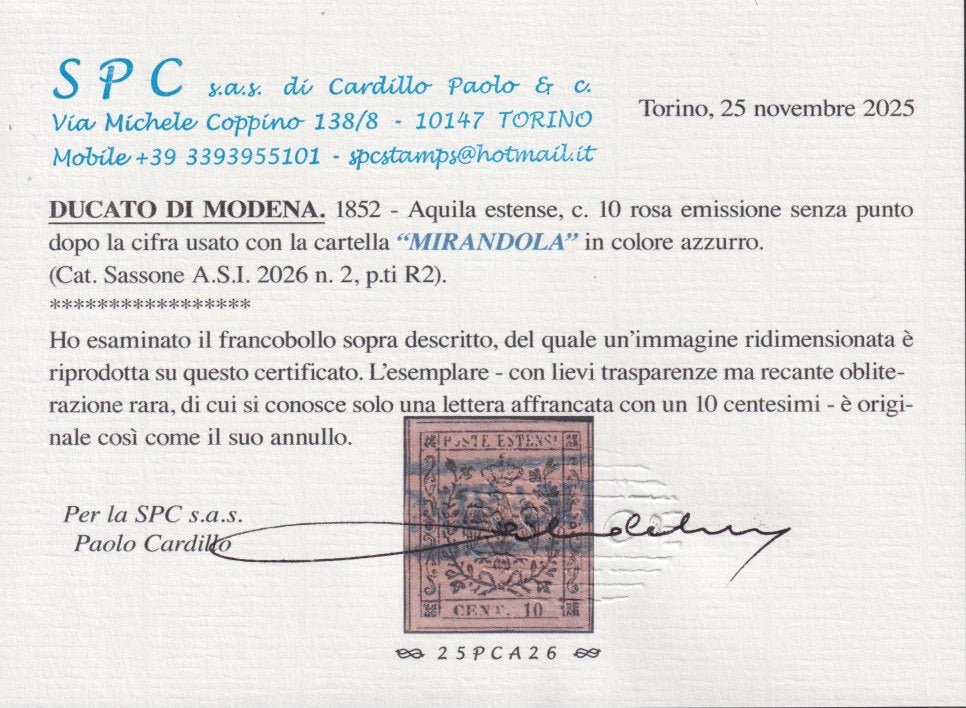 SPC s.a.s. di Cardillo Paolo & c.
Via Michele Coppino 138/8 - 10147 TORINO
Mobile +39 3393955101 - spcstamps@hotmail.it
Torino, 25 novembre 2025
DUCATO DI MODENA. 1852 - Aquila estense, c. 10 rosa emissione senza punto
dopo la cifra usato con la cartella “MIRANDOLA” in colore azzurro.
(Cat. Sassone A.S.I. 2026 n. 2, p.ti R2).
*****************
Ho esaminato il francobollo sopra descritto, del quale un’immagine ridimensionata è
riprodotta su questo certificato. L’esemplare - con lievi trasparenze ma recante oblite-
razione rara, di cui si conosce solo una lettera affrancata con un 10 centesimi - è origi-
nale così come il suo annullo.
POSTE ESTENSI
Per la SPC s.a.s.
Paolo Cardillo
CENT. 10
25PCA26